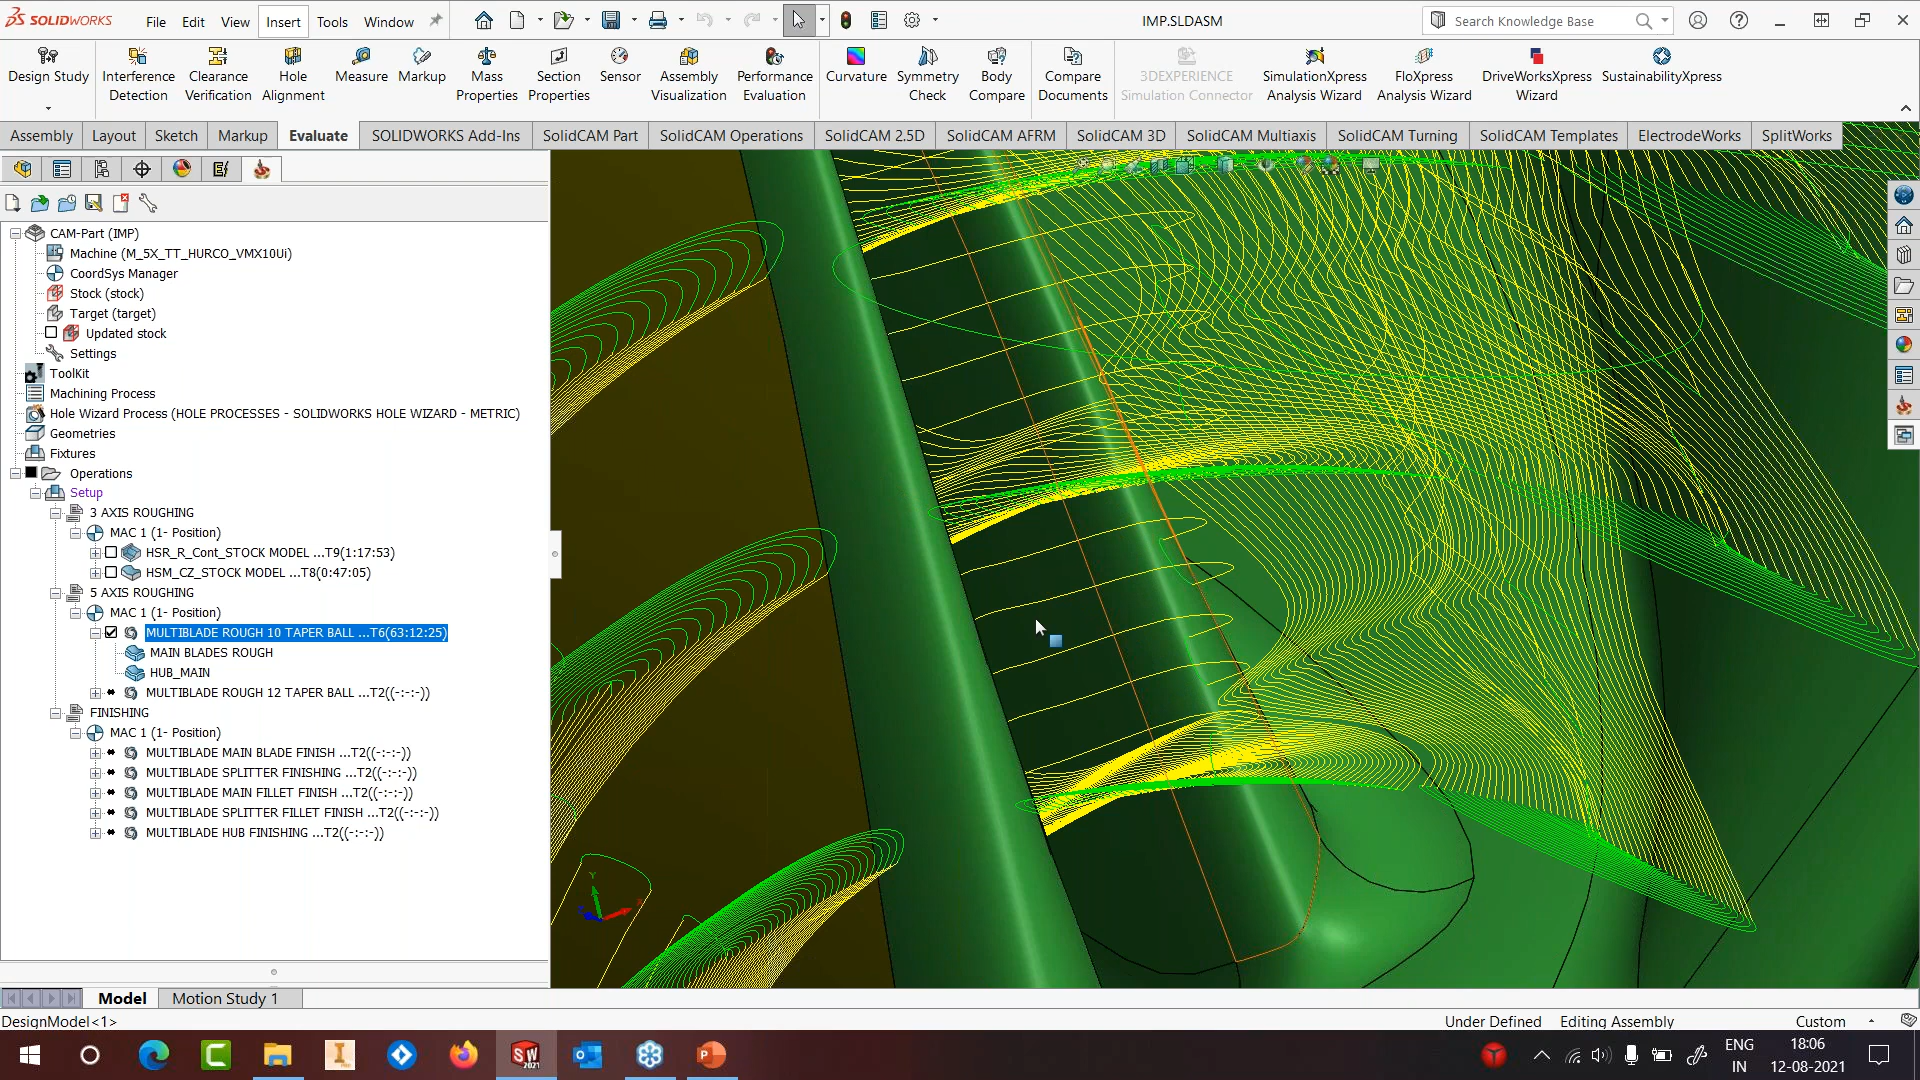 SOLIDWORKS
File Edit View Insert Tools Window
IMP.SLDASM
Search Knowledge Base
Design Study
Interference Detection
Clearance Verification
Hole Alignment
Measure
Markup
Mass Properties
Section Properties
Sensor
Assembly Visualization
Performance Evaluation
Curvature
Symmetry Check
Body Compare
Compare Documents
3DEXPERIENCE Simulation Connector
SimulationXpress Analysis Wizard
FloXpress Analysis Wizard
DriveWorksXpress Wizard
SustainabilityXpress
Assembly Layout Sketch Markup Evaluate SOLIDWORKS Add-Ins SolidCAM Part SolidCAM Operations SolidCAM 2.5D SolidCAM AFRM SolidCAM 3D SolidCAM Multiaxis SolidCAM Turning SolidCAM Templates ElectrodeWorks SplitWorks
CAM-Part (IMP)
Machine (M_5X_TT_HURCO_VMX10Ui)
CoordSys Manager
Stock (stock)
Target (target)
Updated stock
Settings
ToolKit
Machining Process
Hole Wizard Process (HOLE PROCESSES - SOLIDWORKS HOLE WIZARD - METRIC)
Geometries
Fixtures
Operations
Setup
3 AXIS ROUGHING
MAC 1 (1- Position)
HSR_R_Cont_STOCK MODEL ...T9(1:17:53)
HSM_CZ_STOCK MODEL ...T8(0:47:05)
5 AXIS ROUGHING
MAC 1 (1- Position)
MULTIBLADE ROUGH 10 TAPER BALL ...T6(63:12:25)
MAIN BLADES ROUGH
HUB_MAIN
MULTIBLADE ROUGH 12 TAPER BALL ...T2((-:-:-))
FINISHING
MAC 1 (1- Position)
MULTIBLADE MAIN BLADE FINISH ...T2((-:-:-))
MULTIBLADE SPLITTER FINISHING ...T2((-:-:-))
MULTIBLADE MAIN FILLET FINISH ...T2((-:-:-))
MULTIBLADE SPLITTER FILLET FINISH ...T2((-:-:-))
MULTIBLADE HUB FINISHING ...T2((-:-:-))
Y
Model Motion Study 1
DesignModel<1>
Under Defined Editing Assembly Custom
ENG
IN
18:06
12-08-2021